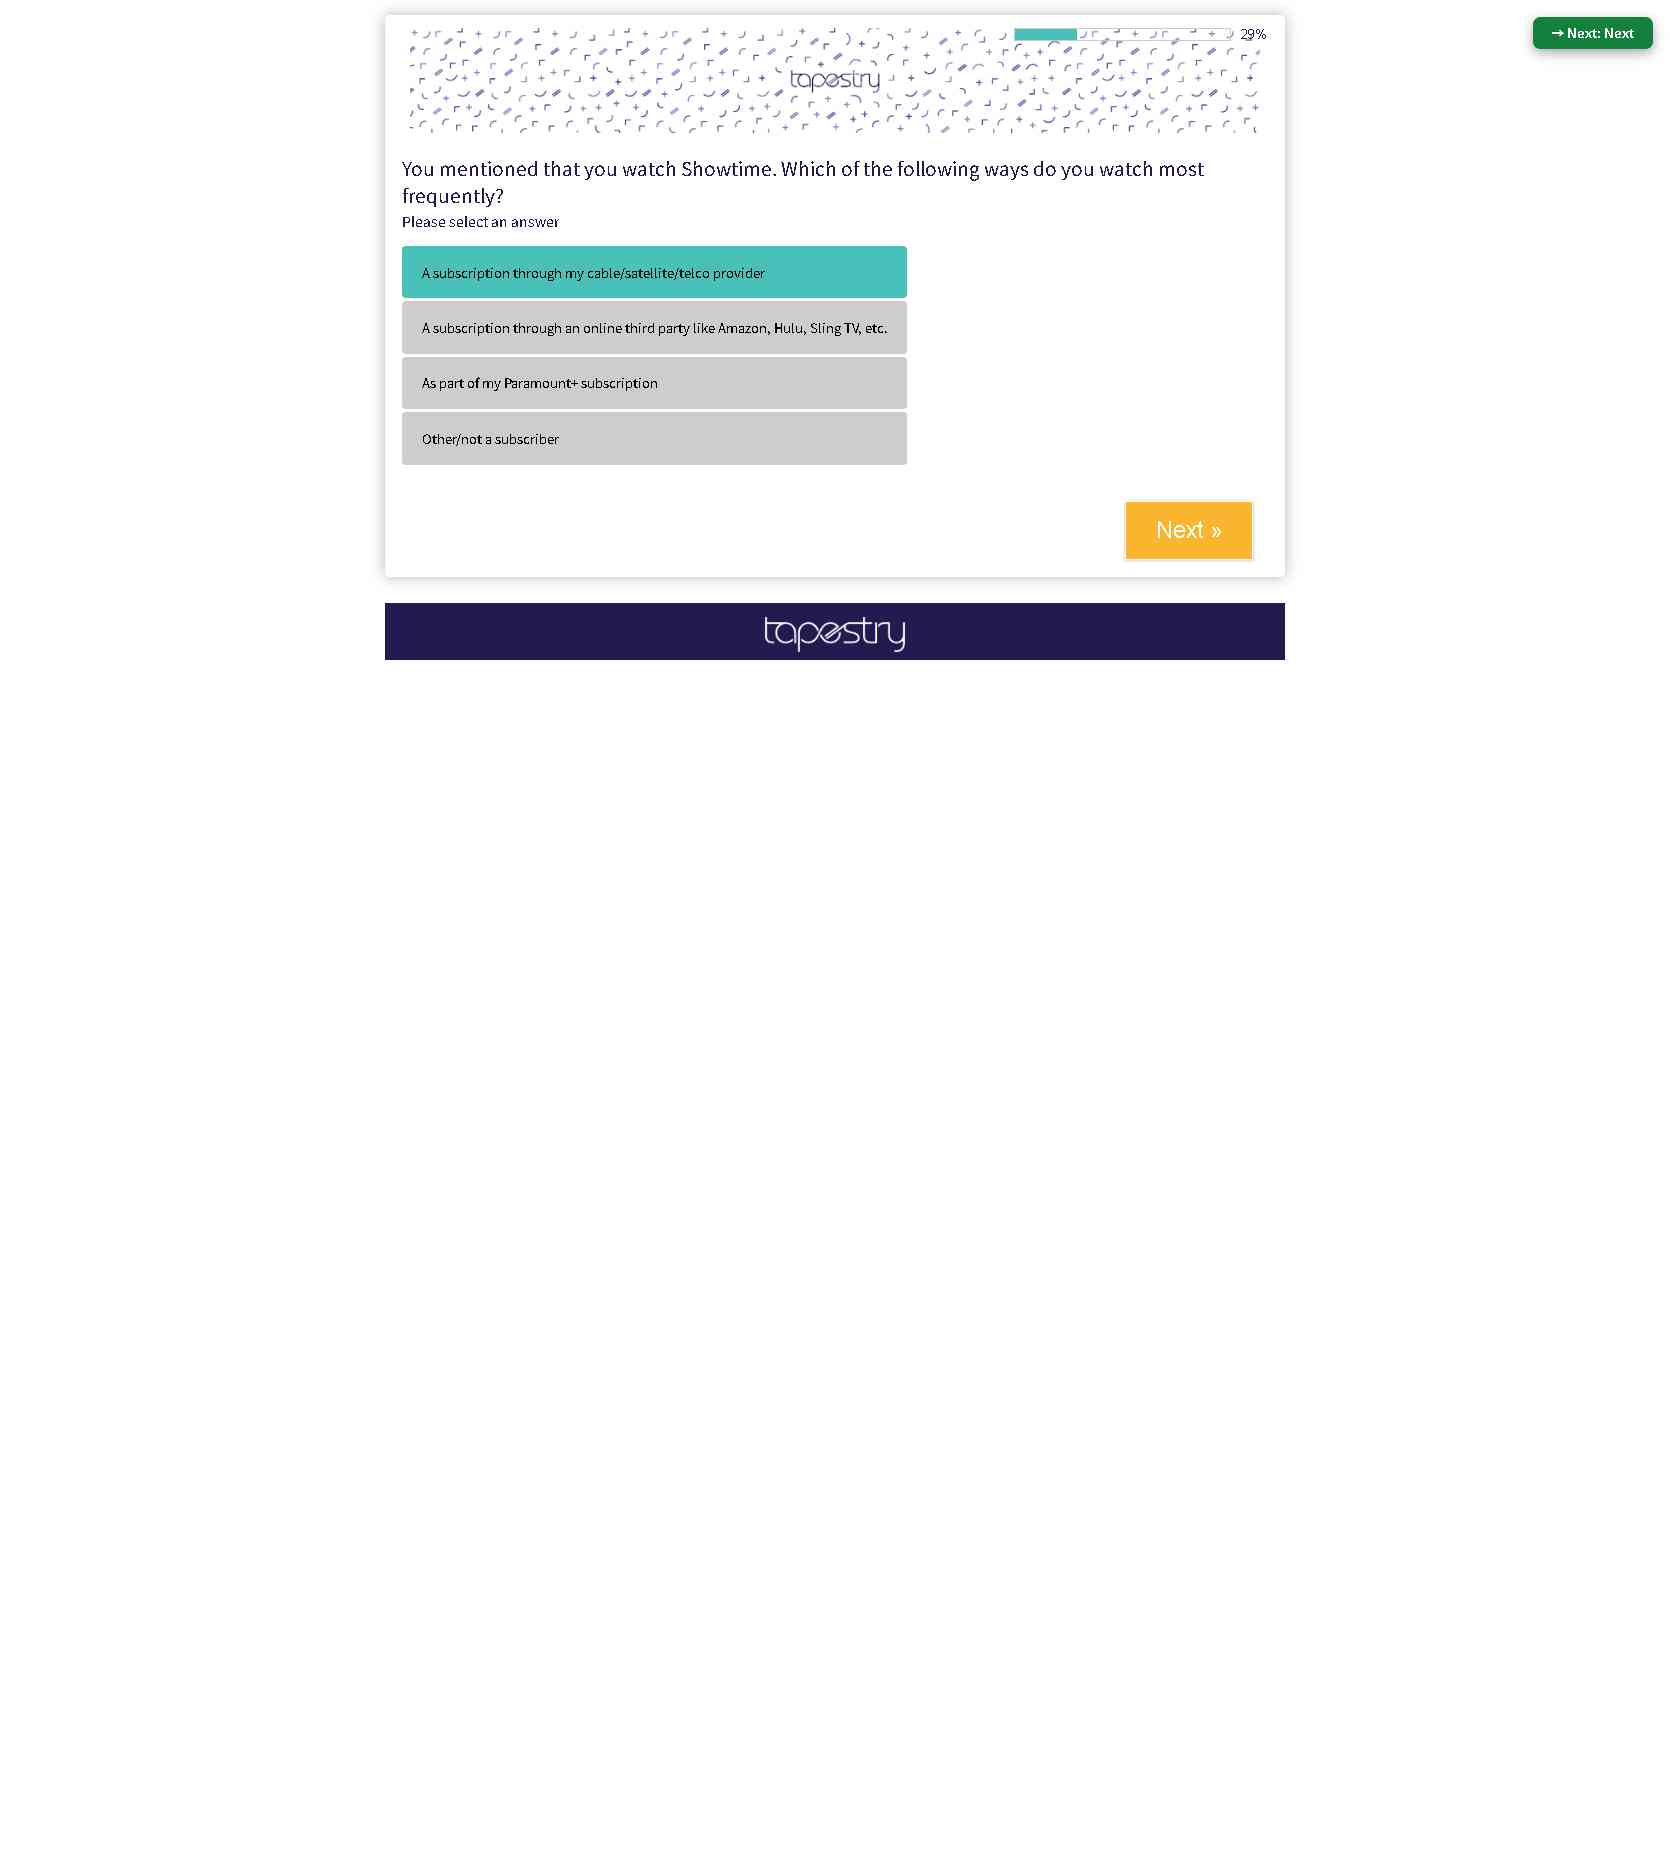 29%
→ Next: Next
tapestry
You mentioned that you watch Showtime. Which of the following ways do you watch most
frequently?
Please select an answer
A subscription through my cable/satellite/telco provider
A subscription through an online third party like Amazon, Hulu, Sling TV, etc.
As part of my Paramount+ subscription
Other/not a subscriber
Next »
tapestry